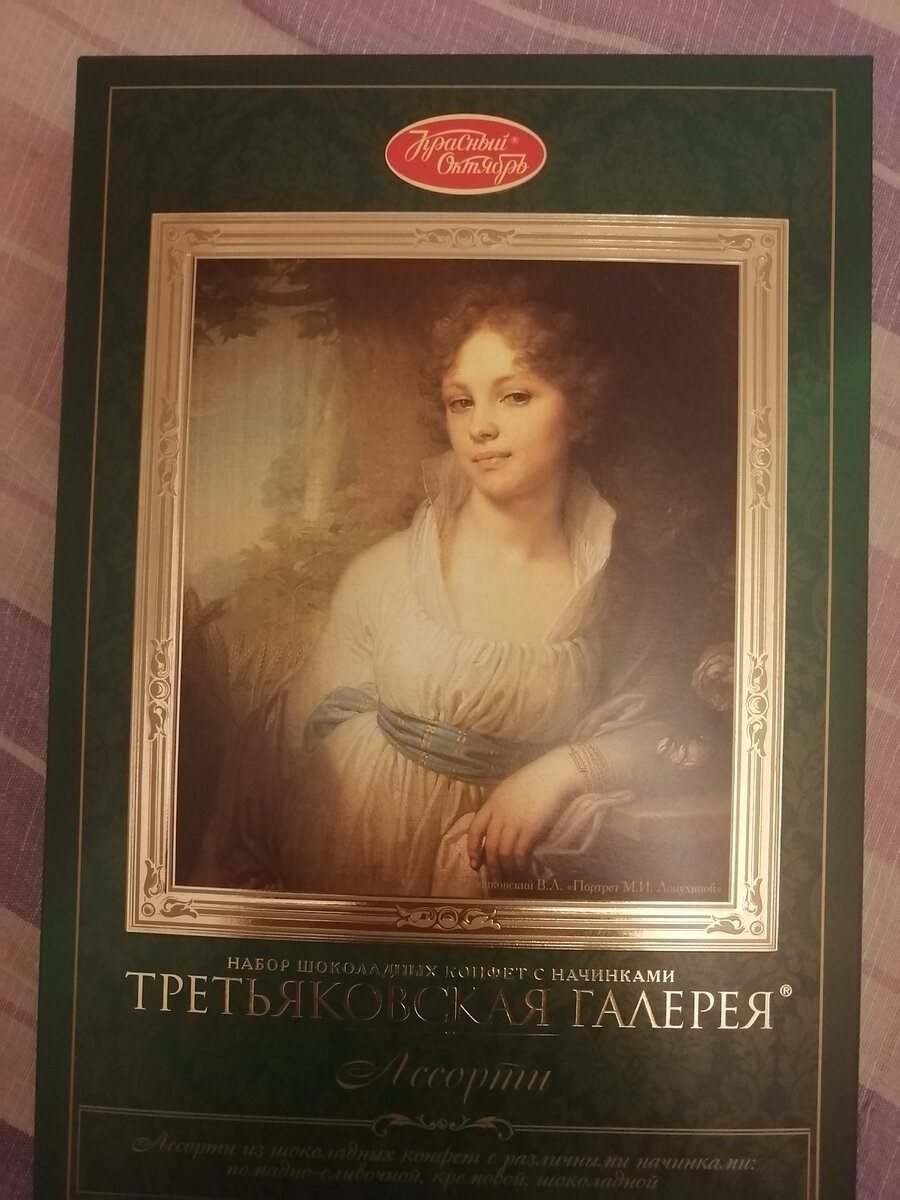 Красный®
Октябрь
В.Л. «Портрет М.И. Лопухиной»
НАБОР ШОКОЛАДНЫХ КОНФЕТ С НАЧИНКАМИ
ТРЕТЬЯКОВСКАЯ ГАЛЕРЕЯ®
Ассорти
Ассорти из шоколадных конфет с различными начинками:
помадно-сливочной, кремовой, шоколадной